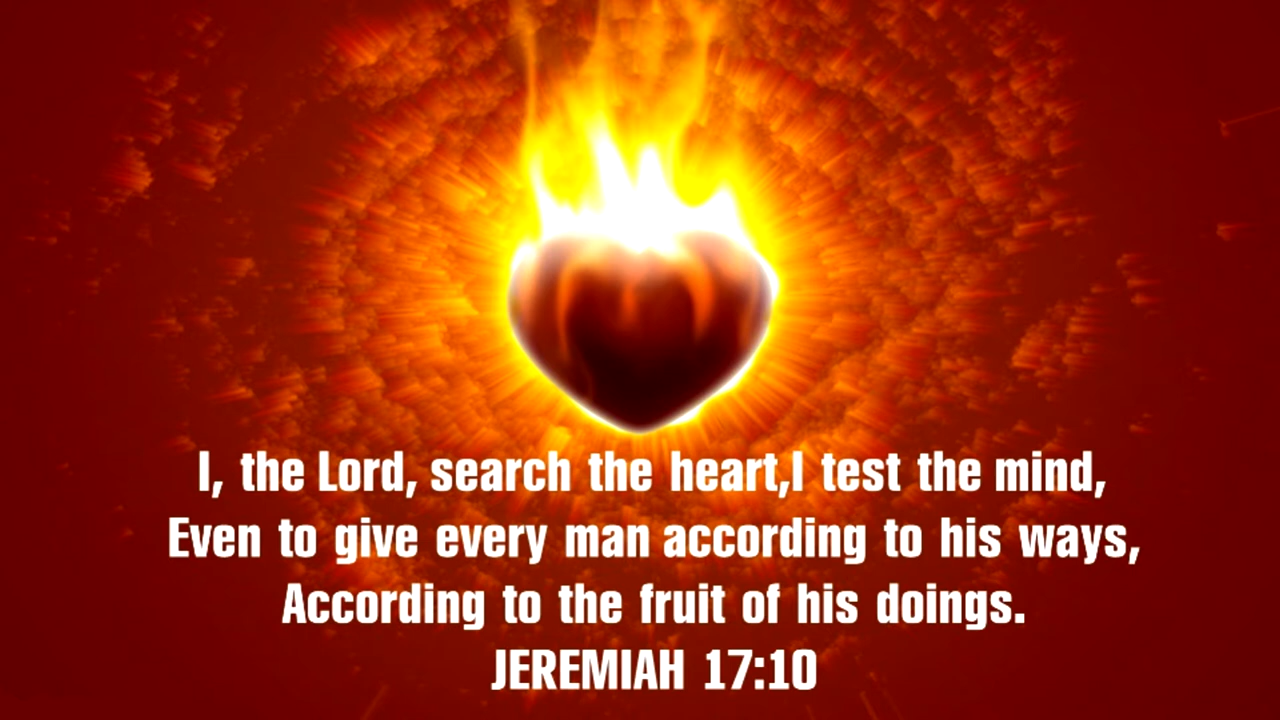 I, the Lord, search the heart,I test the mind,
Even to give every man according to his ways,
According to the fruit of his doings.
JEREMIAH 17:10